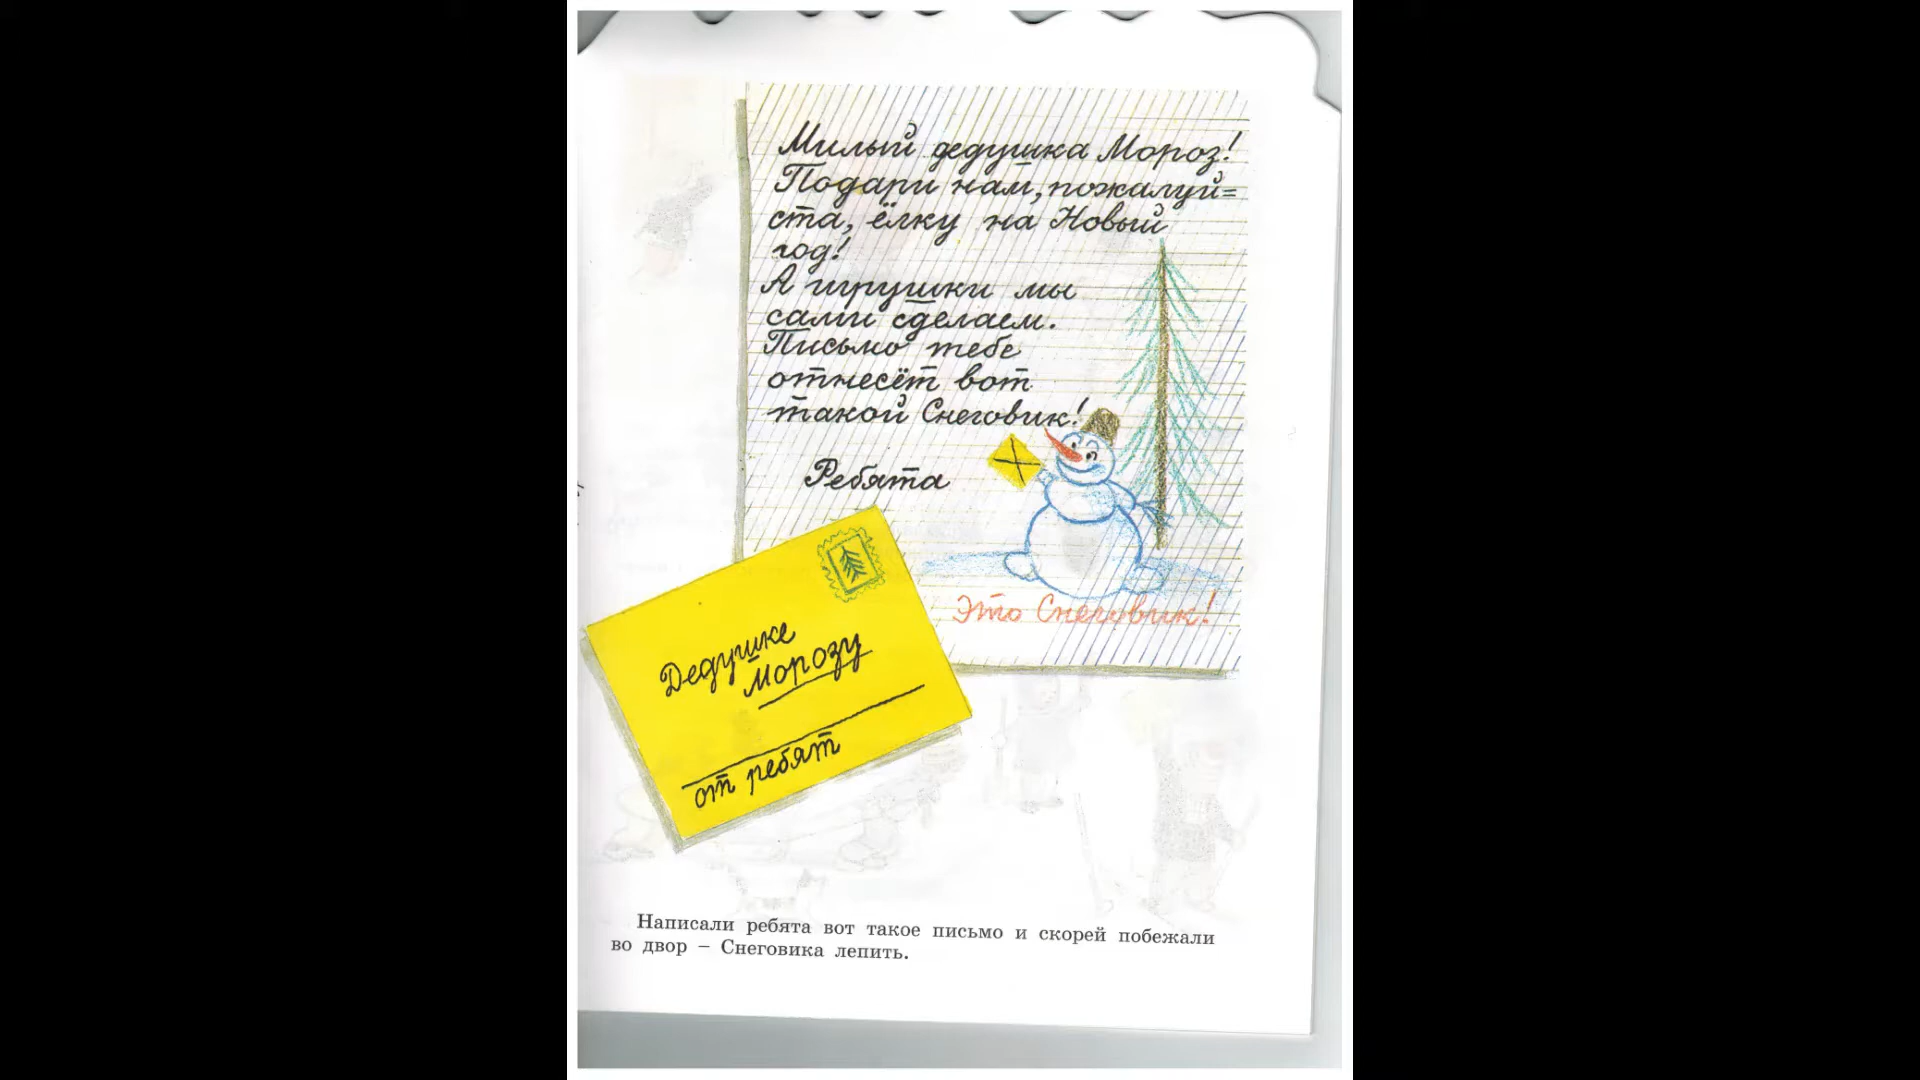 Милый дедушка Мороз!
Подари нам, пожалуй=
ста, ёлку на Новый
год!
А игрушки мы
сами сделаем.
Письмо тебе
отнесёт вот
такой Снеговик!
Ребята
Это Снеговик!
Дедушке
Морозу
от ребят
Написали ребята вот такое письмо и скорей побежали
во двор – Снеговика лепить.